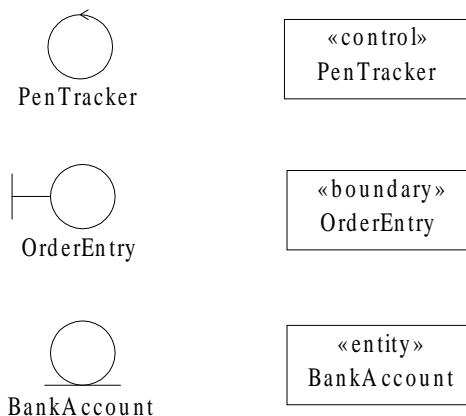 «control»
PenTracker
PenTracker
«boundary»
OrderEntry
OrderEntry
«entity»
BankAccount
BankAccount